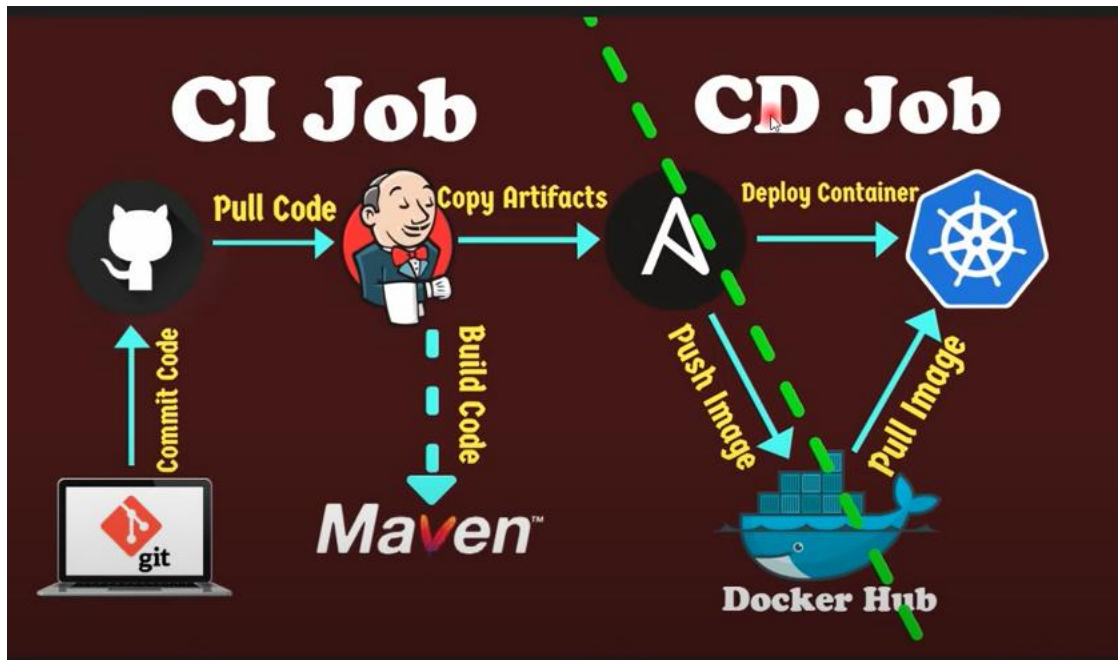 CI Job
CD Job
Pull Code
Copy Artifacts
Deploy Container
Commit Code
Build Code
Push Image
Pull Image
git
Maven™
Docker Hub